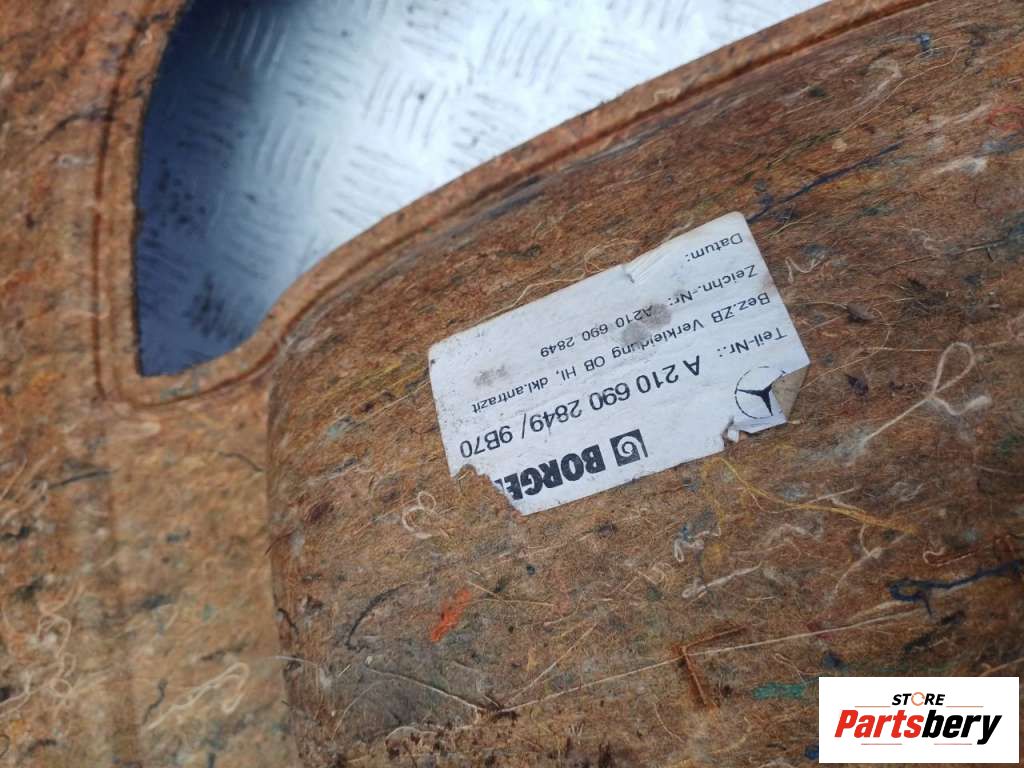 BORGE
A 210 690 2849/9B70
Teil-Nr.:
Bez.ZB Verkleidung OB HI, dkl.antrazit
Zeichn.-Nr: A210 690 2849
Datum:
STORE
Partsbery